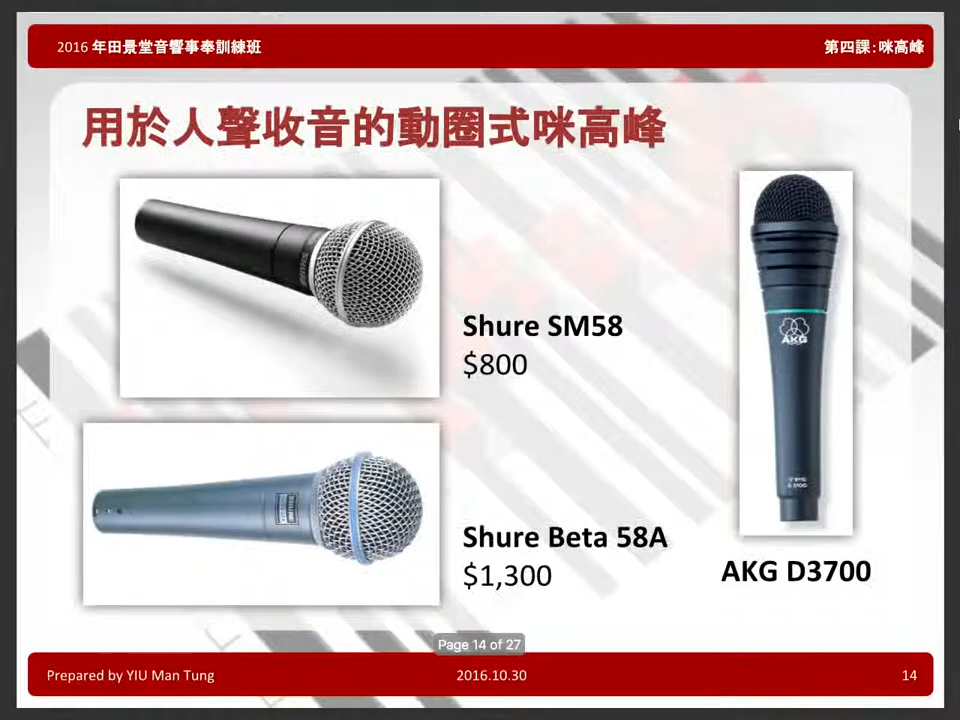 2016 年田景堂音響事奉訓練班
第四課：咪高峰
用於人聲收音的動圈式咪高峰
Shure SM58
$800
AKG
Shure Beta 58A
$1,300
AKG D3700
Page 14 of 27
Prepared by YIU Man Tung
2016.10.30
14